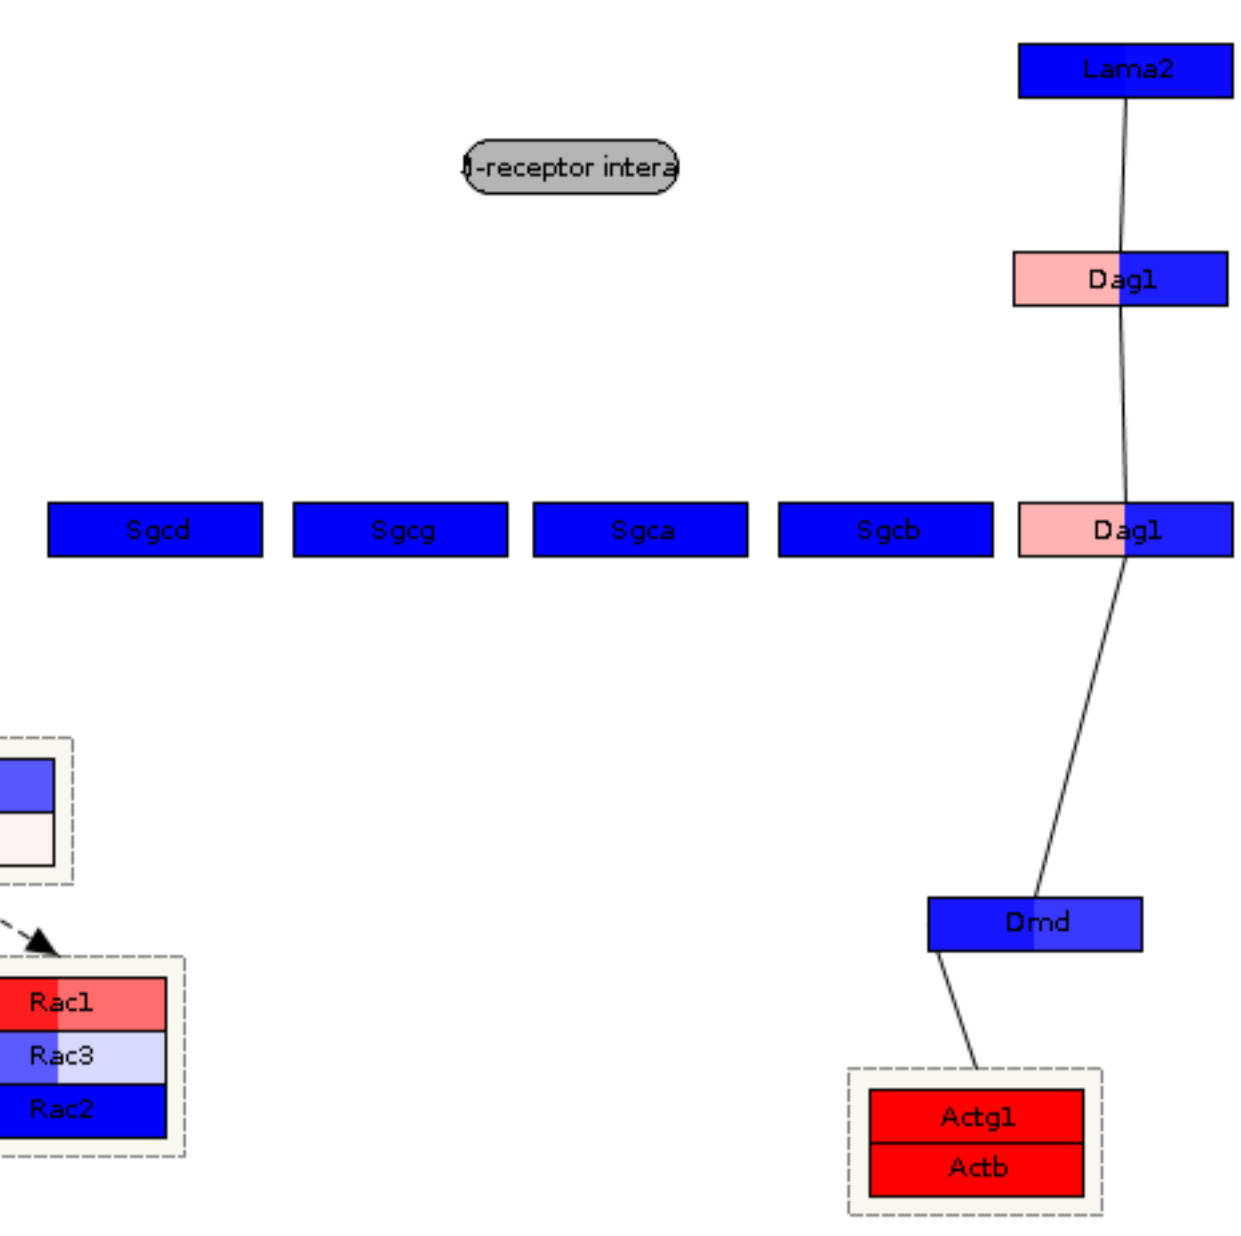 Lama2
-receptor intera
Dag1
Sgcd Sgcg Sgca Sgcb Dag1
Dmd
Rac1
Rac3
Rac2
Actg1
Actb